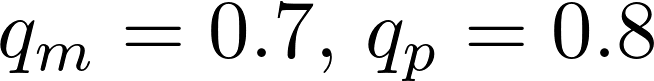 $q_m = 0.7, q_p = 0.8$